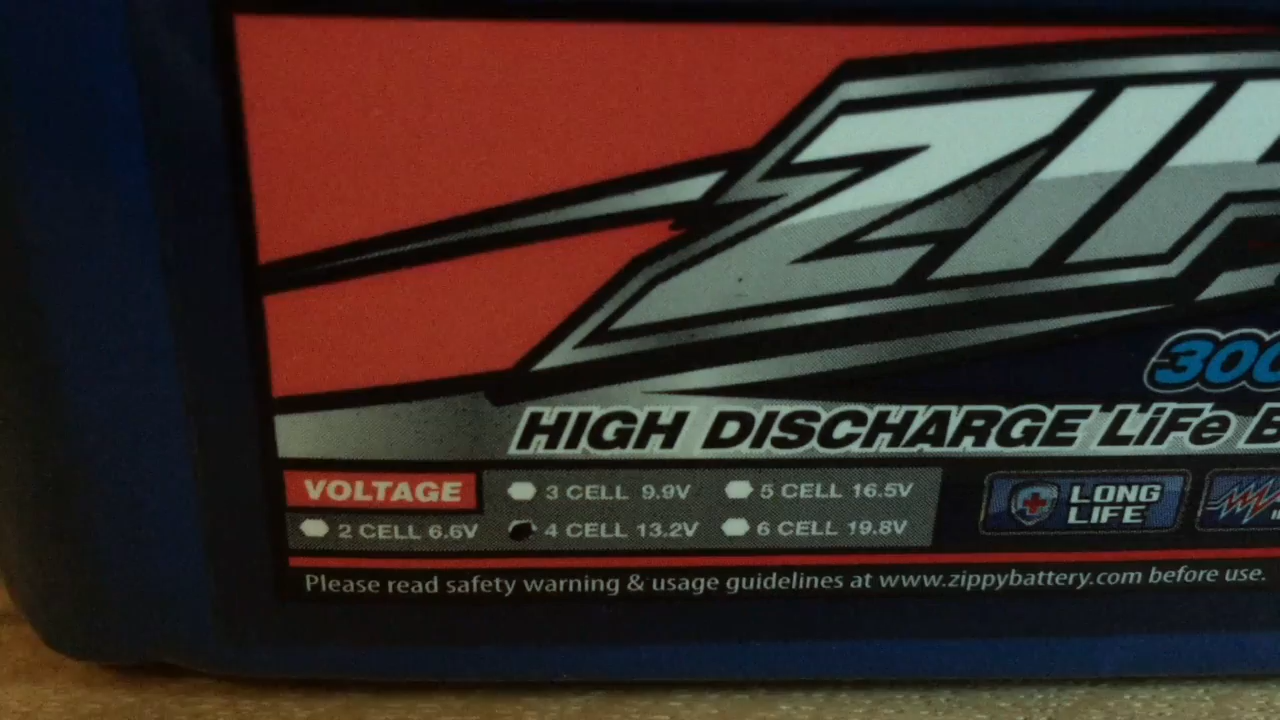 ZIP
300
HIGH DISCHARGE LiFe B
VOLTAGE
3 CELL 9.9V
5 CELL 16.5V
2 CELL 6.6V
4 CELL 13.2V
6 CELL 19.8V
LONG
LIFE
Please read safety warning & usage guidelines at www.zippybattery.com before use.